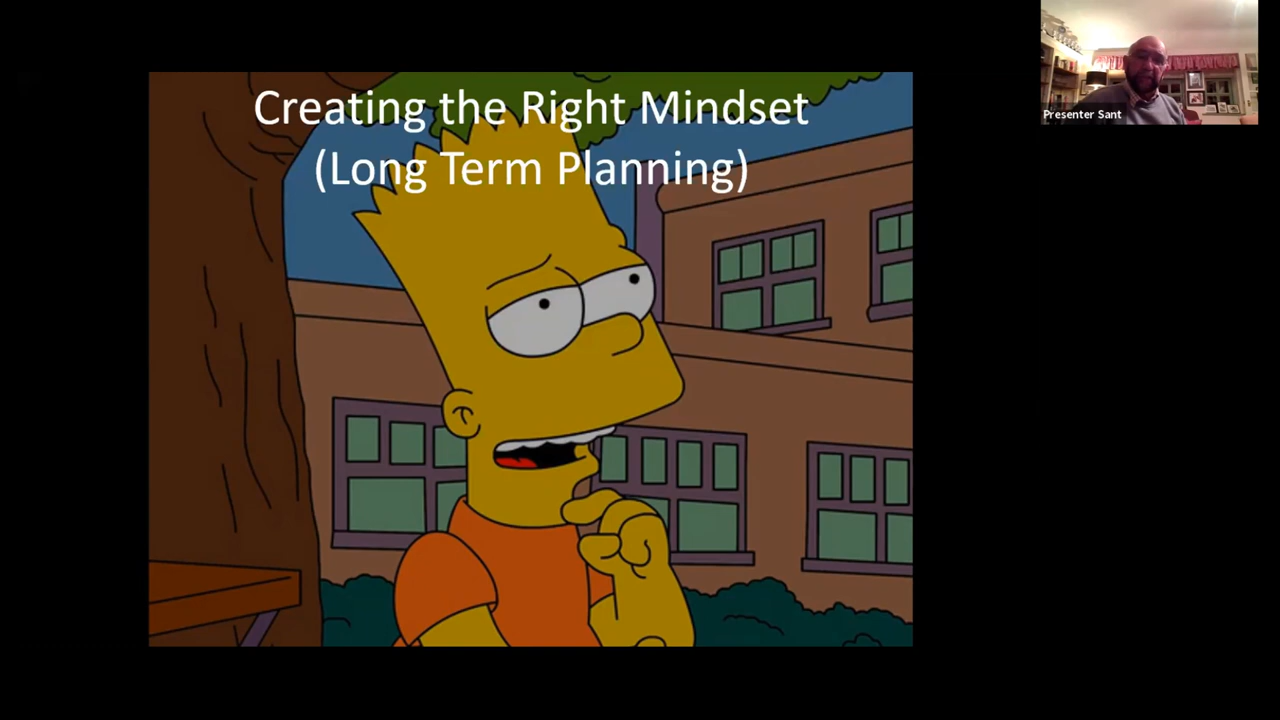 Creating the Right Mindset
(Long Term Planning)
Presenter Sant